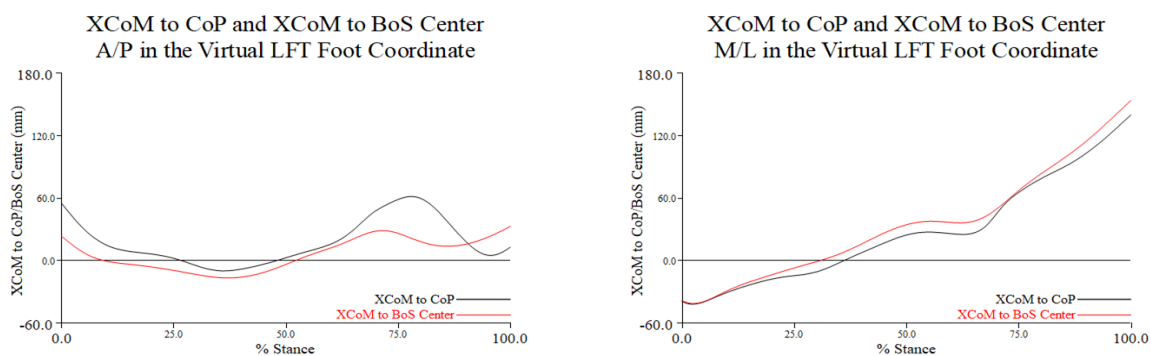 XCoM to CoP and XCoM to BoS Center
A/P in the Virtual LFT Foot Coordinate
XCoM to CoP/BoS Center (mm)
180.0
120.0
60.0
0.0
-60.0
XCoM to CoP
XCoM to BoS Center
0.0
25.0
50.0
75.0
100.0
% Stance
XCoM to CoP and XCoM to BoS Center
M/L in the Virtual LFT Foot Coordinate
XCoM to CoP/BoS Center (mm)
180.0
120.0
60.0
0.0
-60.0
XCoM to CoP
XCoM to BoS Center
0.0
25.0
50.0
75.0
100.0
% Stance